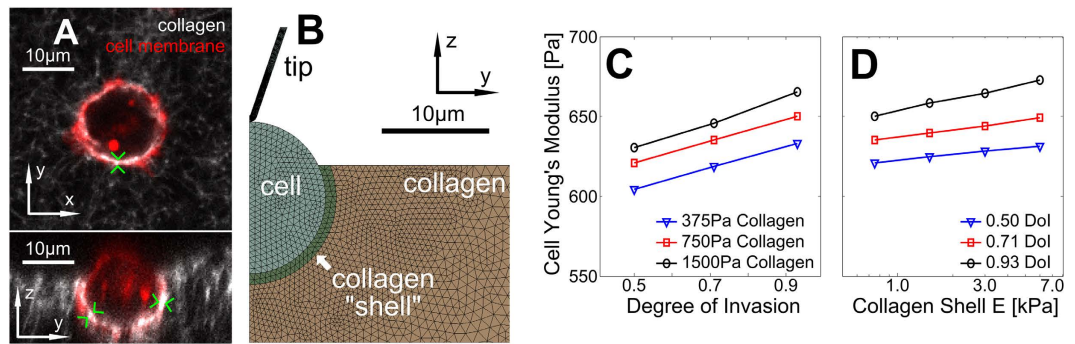 A
collagen
cell membrane
10μm
y
x
10μm
z
y
B
tip
z
y
10μm
cell
collagen
collagen
"shell"
C
Cell Young's Modulus [Pa]
700
650
600
550
375Pa Collagen
750Pa Collagen
1500Pa Collagen
0.5 0.7 0.9
Degree of Invasion
D
0.50 DoI
0.71 DoI
0.93 DoI
1.0 3.0 7.0
Collagen Shell E [kPa]